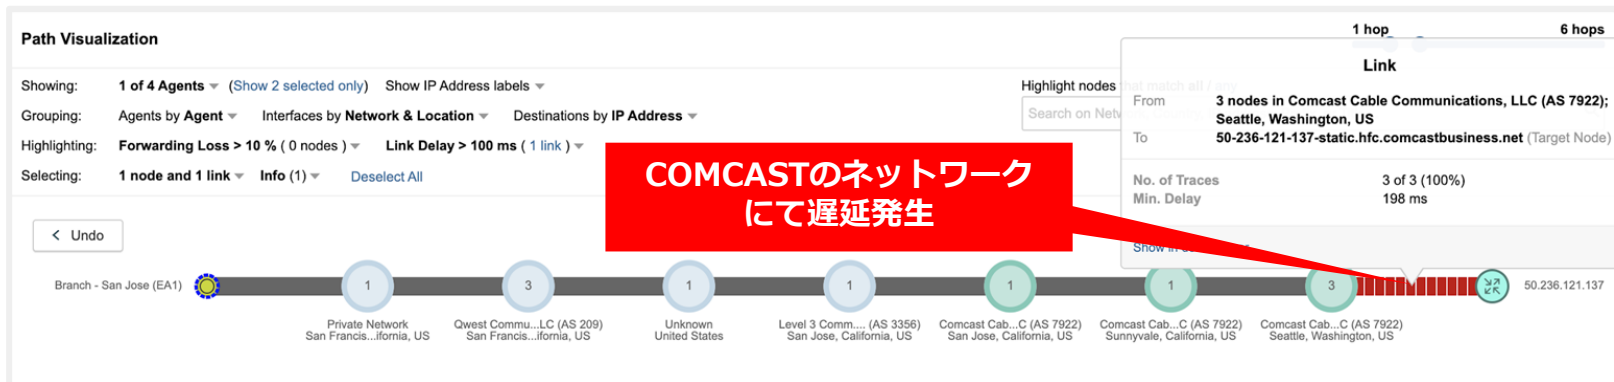 Path Visualization
1 hop 6 hops
Showing: 1 of 4 Agents (Show 2 selected only) Show IP Address labels
Highlight nodes that match all / any
Grouping: Agents by Agent Interfaces by Network & Location Destinations by IP Address
Search on Net
Highlighting: Forwarding Loss > 10 % ( 0 nodes ) Link Delay > 100 ms ( 1 link )
Selecting: 1 node and 1 link Info (1) Deselect All
Link
From 3 nodes in Comcast Cable Communications, LLC (AS 7922);
Seattle, Washington, US
To 50-236-121-137-static.hfc.comcastbusiness.net (Target Node)
No. of Traces 3 of 3 (100%)
Min. Delay 198 ms
Show in
COMCASTのネットワーク
にて遅延発生
Undo
Branch - San Jose (EA1) 1 3 1 1 1 1 3 50.236.121.137
Private Network
San Francis...ifornia, US
Qwest Commu...LC (AS 209)
San Francis...ifornia, US
Unknown
United States
Level 3 Comm.... (AS 3356)
San Jose, California, US
Comcast Cab...C (AS 7922)
San Jose, California, US
Comcast Cab...C (AS 7922)
Sunnyvale, California, US
Comcast Cab...C (AS 7922)
Seattle, Washington, US